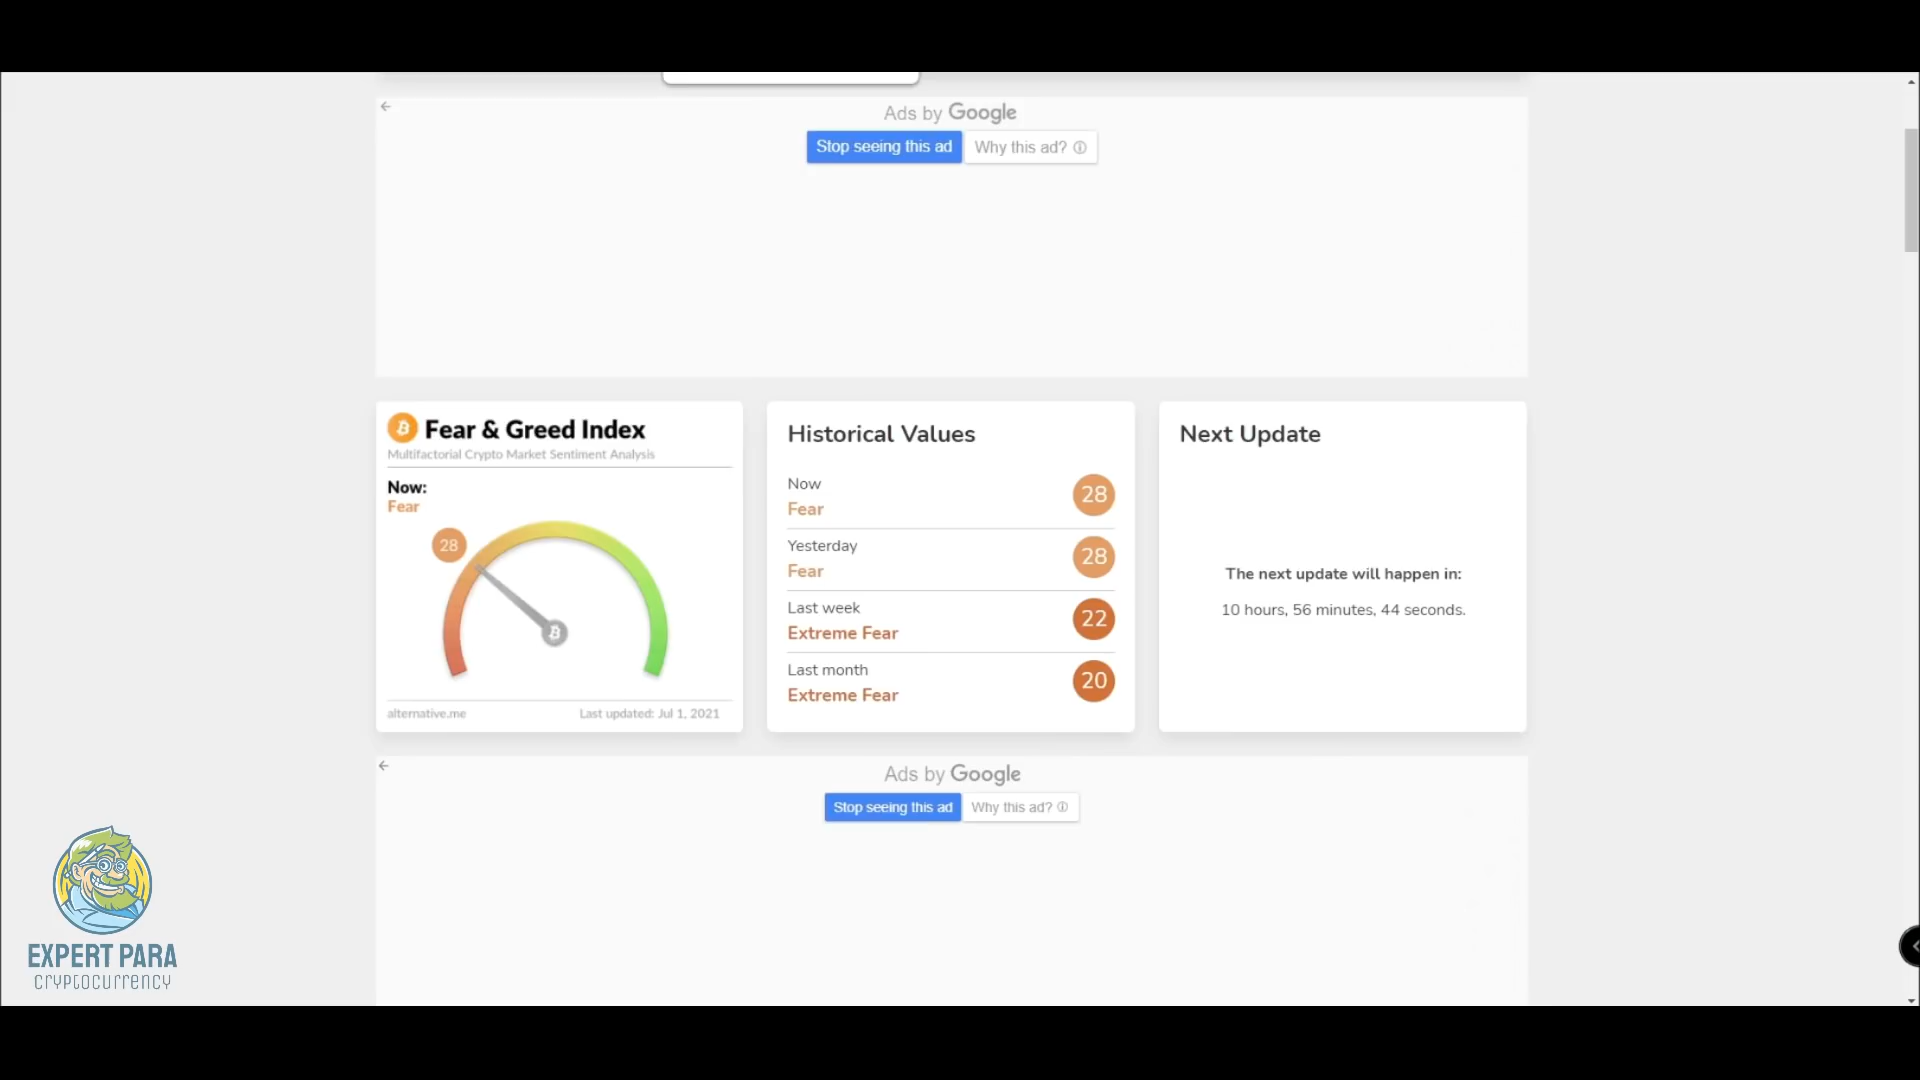 Ads by Google
Stop seeing this ad
Why this ad?
Fear & Greed Index
Multifactorial Crypto Market Sentiment Analysis
Now:
Fear
28
alternative.me
Last updated: Jul 1, 2021
Historical Values
Now
Fear
28
Yesterday
Fear
28
Last week
Extreme Fear
22
Last month
Extreme Fear
20
Next Update
The next update will happen in:
10 hours, 56 minutes, 44 seconds.
Ads by Google
Stop seeing this ad
Why this ad?
EXPERT PARA
CRYPTOCURRENCY